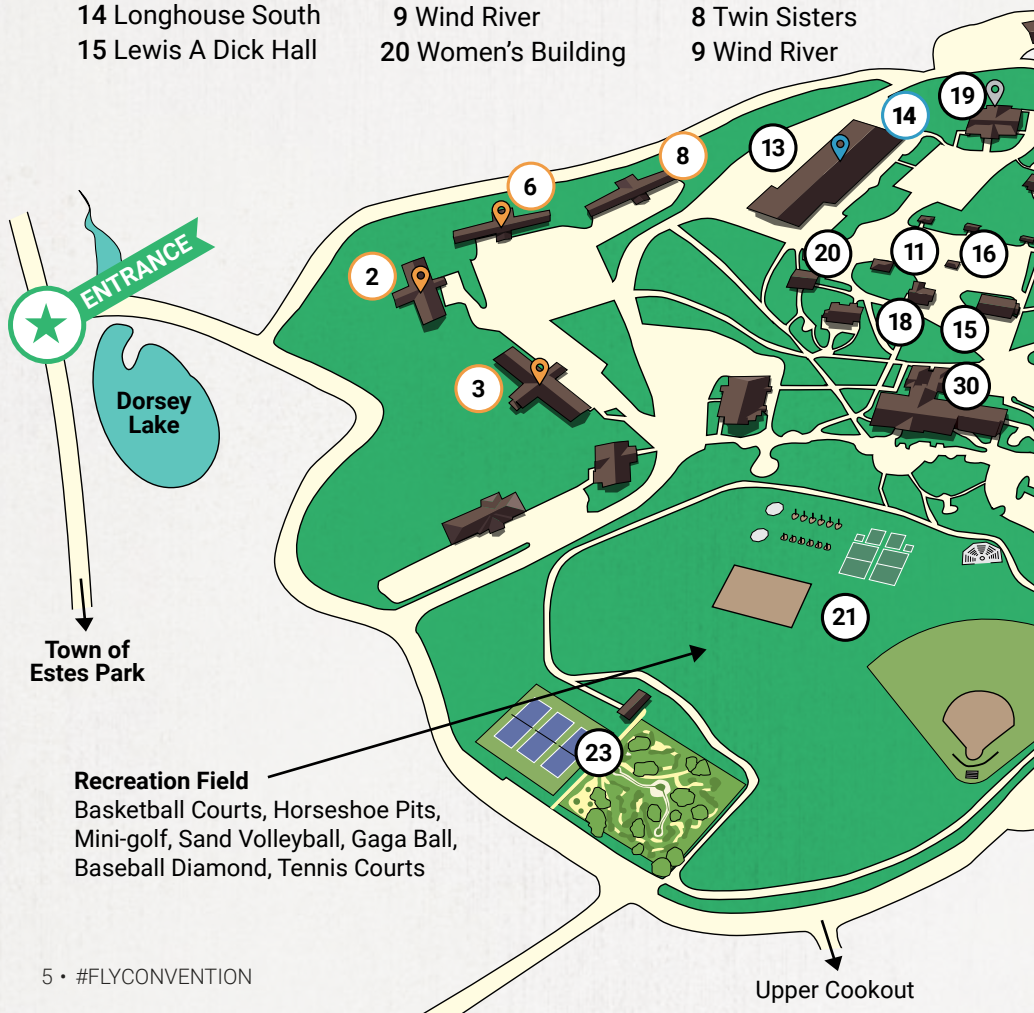 14 Longhouse South
15 Lewis A Dick Hall
9 Wind River
20 Women's Building
8 Twin Sisters
9 Wind River
19
14
13
8
6
20
11
16
2
ENTRANCE
18
15
3
30
Dorsey
Lake
21
Town of
Estes Park
23
Recreation Field
Basketball Courts, Horseshoe Pits,
Mini-golf, Sand Volleyball, Gaga Ball,
Baseball Diamond, Tennis Courts
5 • #FLYCONVENTION
Upper Cookout